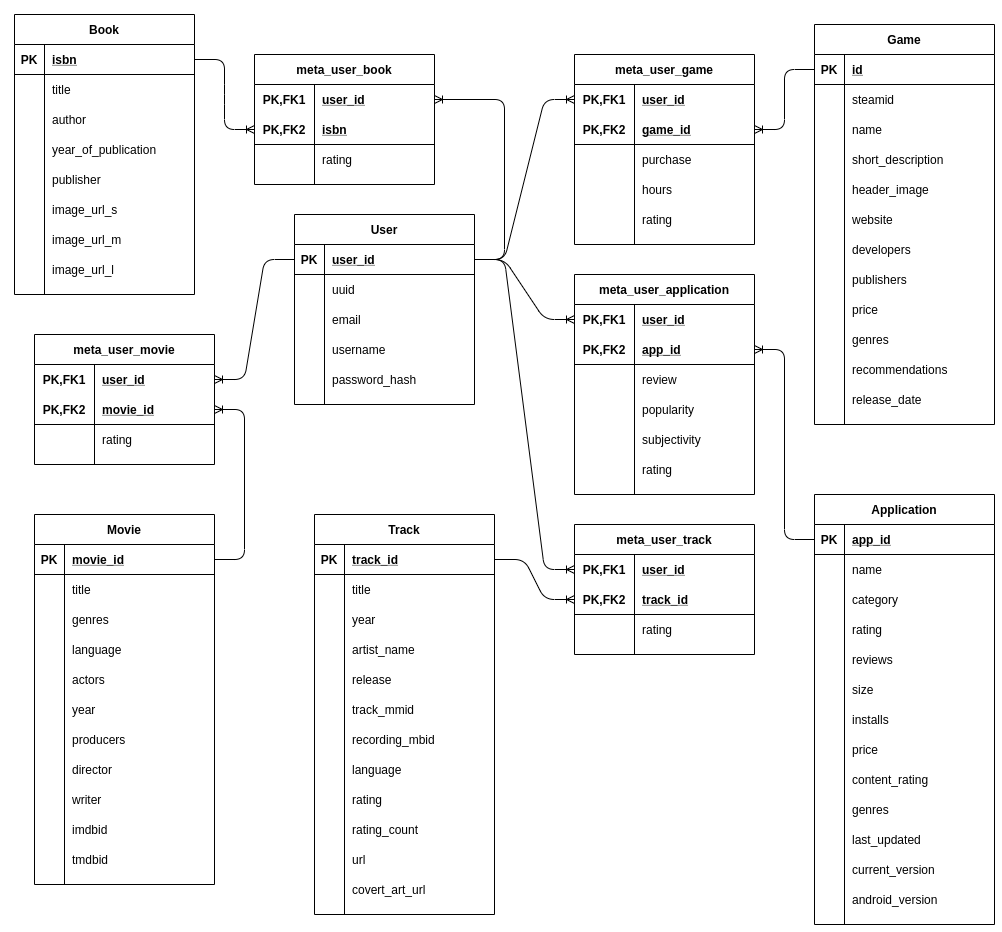 Book
PK isbn
title
author
year_of_publication
publisher
image_url_s
image_url_m
image_url_l
meta_user_book
PK,FK1 user_id
PK,FK2 isbn
rating
meta_user_game
PK,FK1 user_id
PK,FK2 game_id
purchase
hours
rating
Game
PK id
steamid
name
short_description
header_image
website
developers
publishers
price
genres
recommendations
release_date
User
PK user_id
uuid
email
username
password_hash
meta_user_application
PK,FK1 user_id
PK,FK2 app_id
review
popularity
subjectivity
rating
meta_user_movie
PK,FK1 user_id
PK,FK2 movie_id
rating
Movie
PK movie_id
title
genres
language
actors
year
producers
director
writer
imdbid
tmdbid
Track
PK track_id
title
year
artist_name
release
track_mmid
recording_mbid
language
rating
rating_count
url
covert_art_url
meta_user_track
PK,FK1 user_id
PK,FK2 track_id
rating
Application
PK app_id
name
category
rating
reviews
size
installs
price
content_rating
genres
last_updated
current_version
android_version